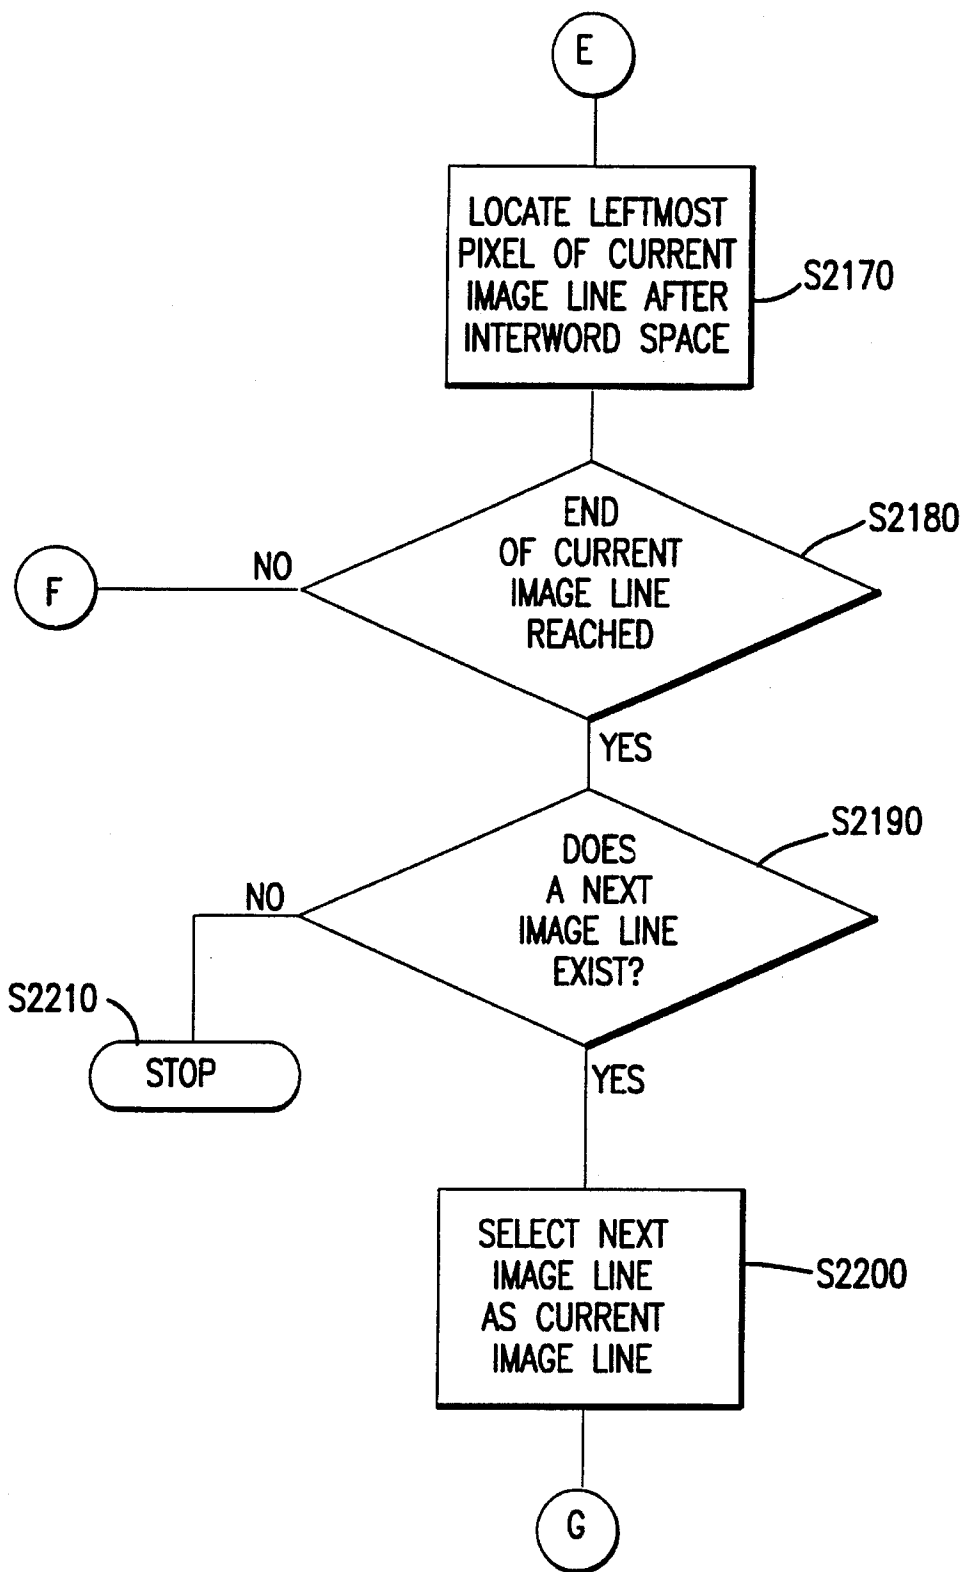 E
LOCATE LEFTMOST
PIXEL OF CURRENT
IMAGE LINE AFTER
INTERWORD SPACE
S2170
END
OF CURRENT
IMAGE LINE
REACHED
S2180
NO
F
YES
DOES
A NEXT
IMAGE LINE
EXIST?
S2190
NO
S2210
STOP
YES
SELECT NEXT
IMAGE LINE
AS CURRENT
IMAGE LINE
S2200
G